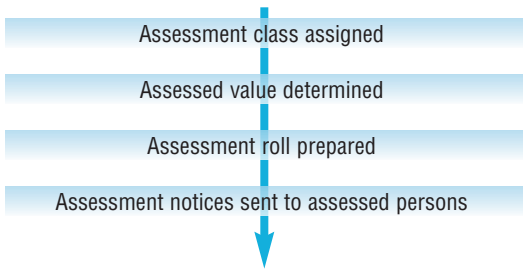 Assessment class assigned
Assessed value determined
Assessment roll prepared
Assessment notices sent to assessed persons